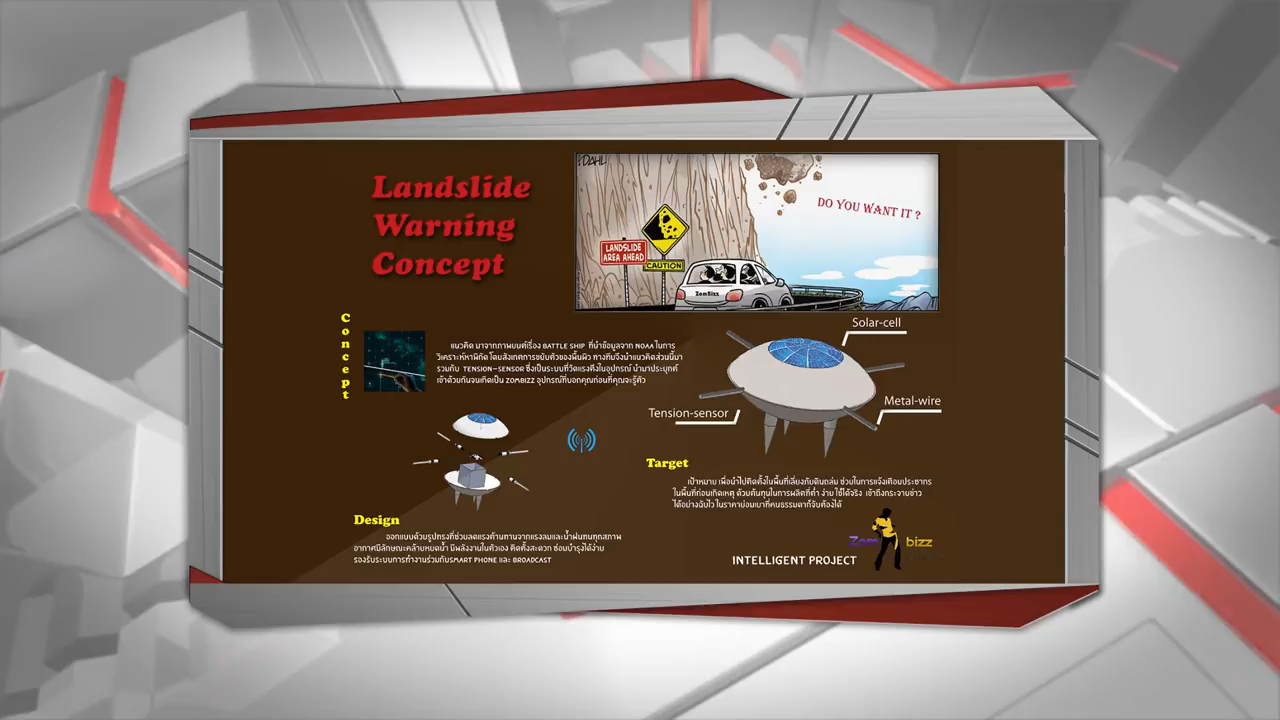 Landslide
Warning
Concept
DAHL
DO YOU WANT IT ?
LANDSLIDE
AREA AHEAD
CAUTION
ZomBizz
Concept
แนวคิด มาจากภาพยนต์เรื่อง BATTLE SHIP ที่นำข้อมูลจาก NOAA ในการ
วิเคราะห์หาพิกัด โดยสังเกตการขยับตัวของพื้นผิว ทางทีมจึงนำแนวคิดส่วนนี้มา
รวมกับ TENSION-SENSOR ซึ่งเป็นระบบที่วัดแรงตึงในอุปกรณ์ นำมาประยุกต์
เข้าด้วยกันจนเกิดเป็น ZOMBIZZ อุปกรณ์ที่บอกคุณก่อนที่คุณจะรู้ตัว
Solar-cell
Metal-wire
Tension-sensor
Target
เป้าหมาย เพื่อนำไปติดตั้งในพื้นที่เสี่ยงภัยดินถล่ม ช่วยในการแจ้งเตือนประชากร
ในพื้นที่ก่อนเกิดเหตุ ด้วยต้นทุนในการผลิตที่ต่ำ ง่าย ใช้ได้จริง เข้าถึงกระจายข่าว
ได้อย่างฉับไว ในราคาย่อมเยาที่คนธรรมดาก็จับต้องได้
Design
ออกแบบด้วยรูปทรงที่ช่วยลดแรงต้านทานจากแรงลมและน้ำฝนทนทุกสภาพ
อากาศมีลักษณะคล้ายหยดน้ำ มีพลังงานในตัวเอง ติดตั้งสะดวก ซ่อมบำรุงได้ง่าย
รองรับระบบการทำงานร่วมกับSMART PHONE และ BROADCAST
Zom bizz
INTELLIGENT PROJECT